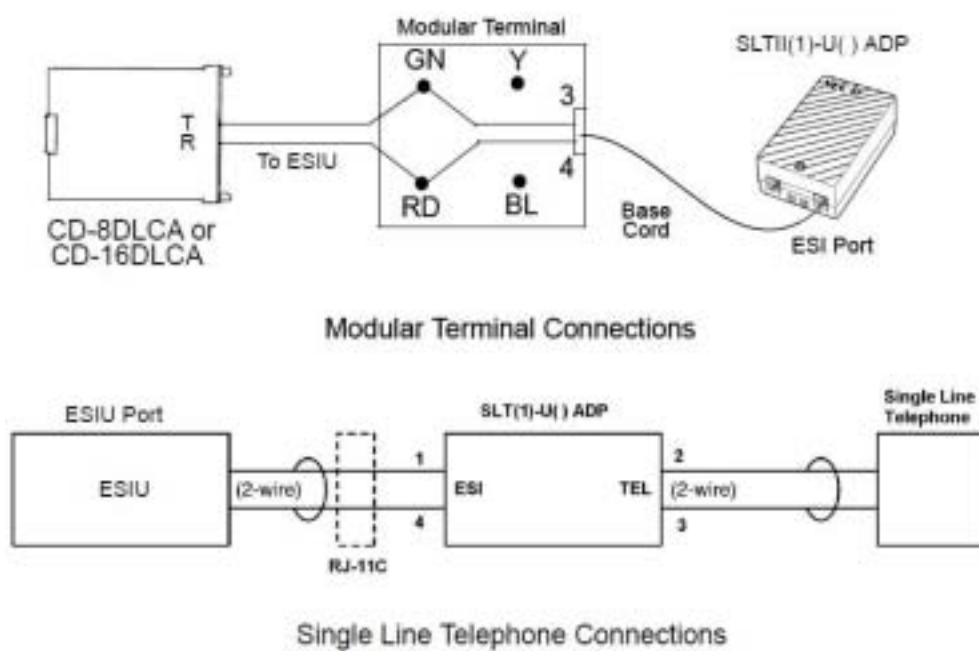 Modular Terminal
SLTII(1)-U( ) ADP
GN
Y
T
R
3
4
To ESIU
RD
BL
Base
Cord
ESI Port
CD-8DLCA or
CD-16DLCA
Modular Terminal Connections
ESIU Port
SLT(1)-U( ) ADP
Single Line
Telephone
1
2
ESIU
(2-wire)
ESI
TEL
(2-wire)
4
3
RJ-11C
Single Line Telephone Connections